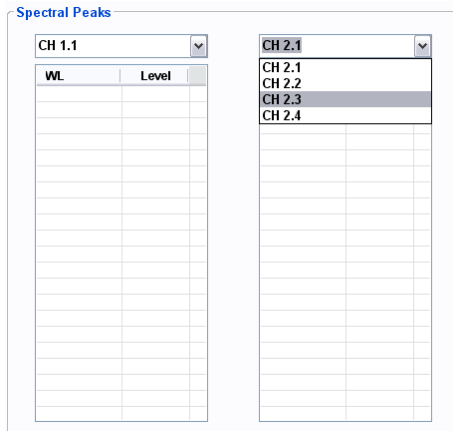 Spectral Peaks
CH 1.1
CH 2.1
WL Level
CH 2.1
CH 2.2
CH 2.3
CH 2.4